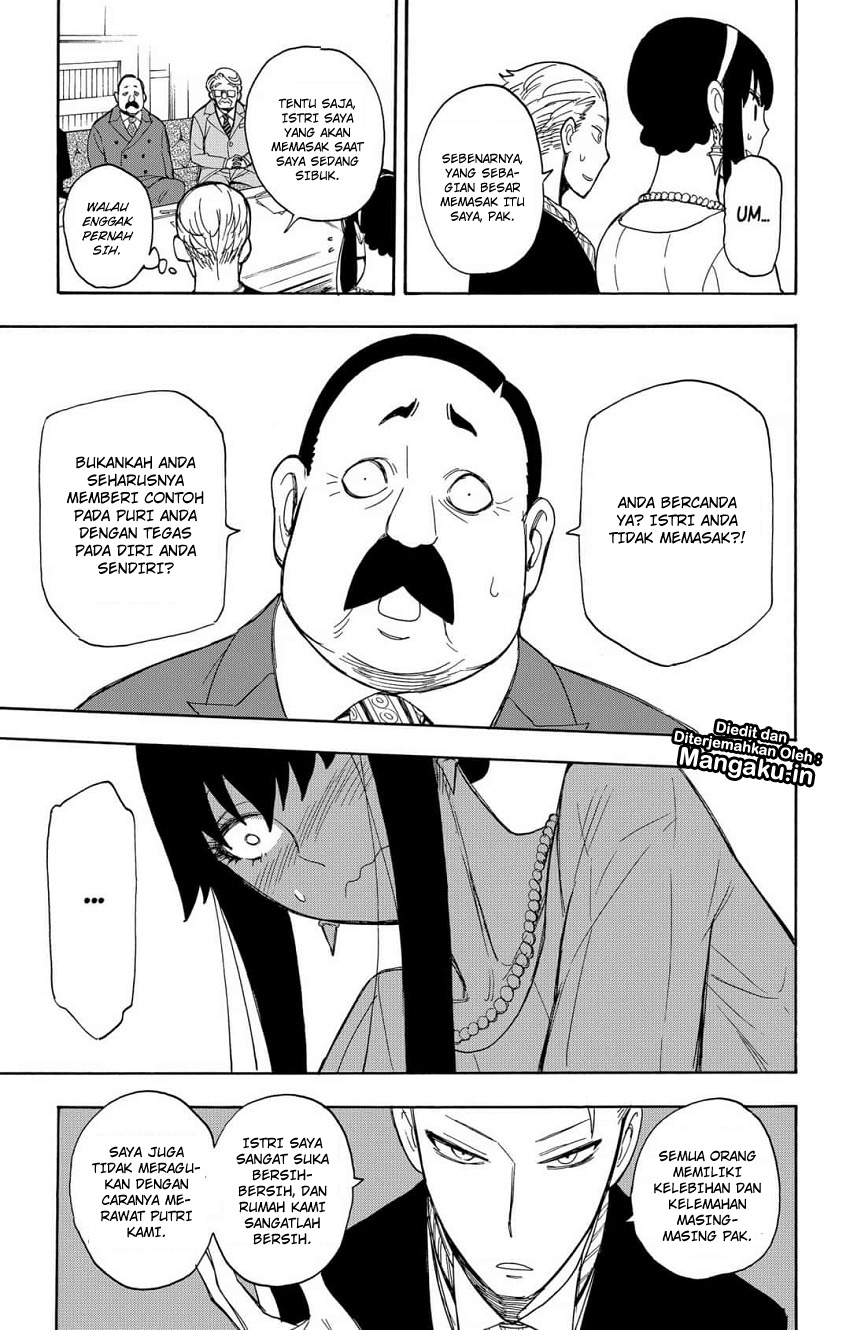 UM...
SEBENARNYA,
YANG SEBA-
GIAN BESAR
MEMASAK ITU
SAYA, PAK.
TENTU SAJA,
ISTRI SAYA
YANG AKAN
MEMASAK SAAT
SAYA SEDANG
SIBUK.
WALAU
ENGGAK
PERNAH
SIH.
ANDA BERCANDA
YA? ISTRI ANDA
TIDAK MEMASAK?!
BUKANKAH ANDA
SEHARUSNYA
MEMBERI CONTOH
PADA PURI ANDA
DENGAN TEGAS
PADA DIRI ANDA
SENDIRI?
Diedit dan
Diterjemahkan Oleh :
Mangaku.in
...
SEMUA ORANG
MEMILIKI
KELEBIHAN DAN
KELEMAHAN
MASING-
MASING PAK.
ISTRI SAYA
SANGAT SUKA
BERSIH-
BERSIH, DAN
RUMAH KAMI
SANGATLAH
BERSIH.
SAYA JUGA
TIDAK MERAGU-
KAN DENGAN
CARANYA ME-
RAWAT PUTRI
KAMI.